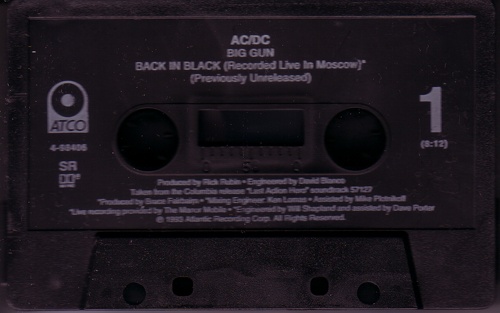 AC/DC
BIG GUN
BACK IN BLACK (Recorded Live In Moscow)*
(Previously Unreleased)
ATCO
1
4-98406
(8:12)
SR
Produced by Rick Rubin • Engineered by David Bianco
Taken from the Columbia release "Last Action Hero" soundtrack 57127
*Produced by Bruce Fairbairn • *Mixing Engineer: Ken Lomas • Assisted by Mike Plotnikoff
*Live recording provided by The Manor Mobile • Engineered by Will Shapland and assisted by Dave Porter
℗ 1993 Atlantic Recording Corp. All Rights Reserved.